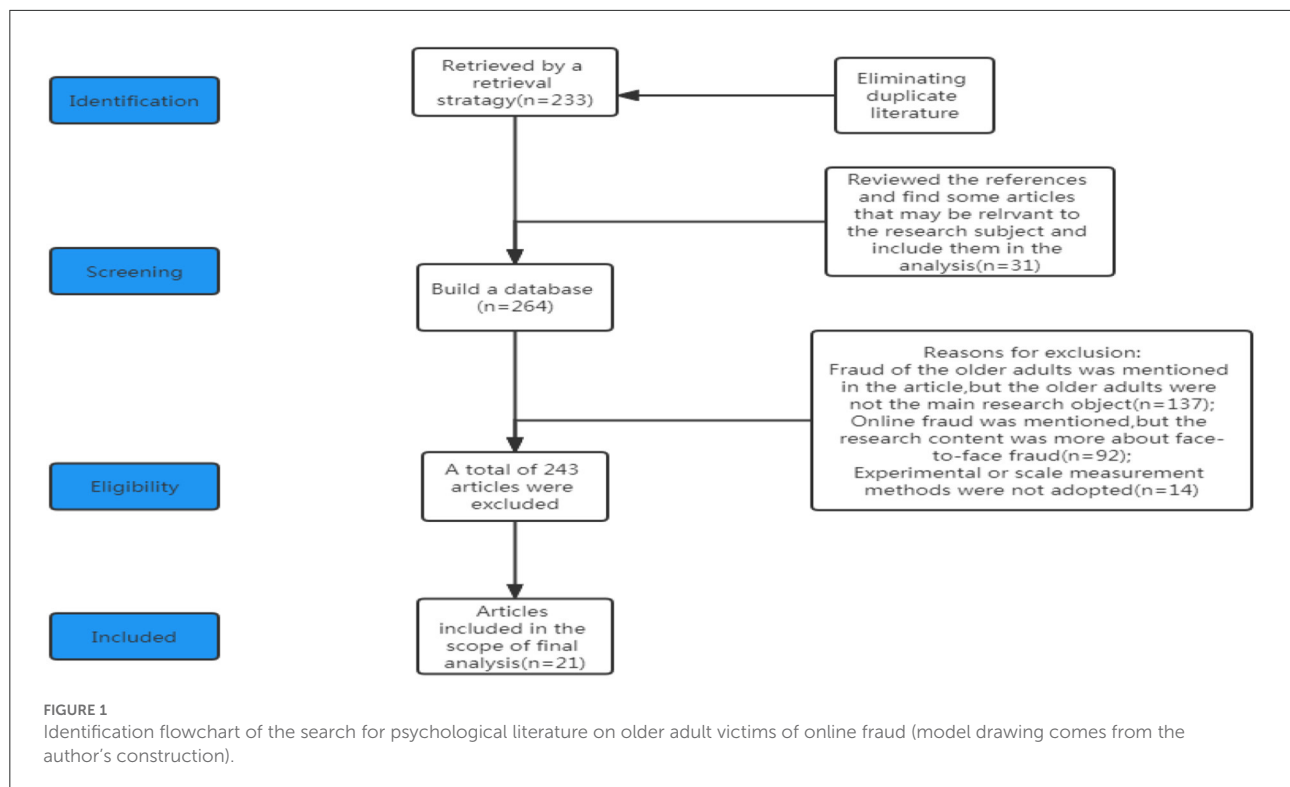 Identification
Retrieved by a
retrieval
stratagy(n=233)
Eliminating
duplicate
literature
Reviewed the references
and find some articles
that may be relrvant to
the research subject and
include them in the
analysis(n=31)
Screening
Build a database
(n=264)
Reasons for exclusion:
Fraud of the older adults was mentioned
in the article,but the older adults were
not the main research object(n=137);
Online fraud was mentioned,but the
research content was more about face-
to-face fraud(n=92);
Experimental or scale measurement
methods were not adopted(n=14)
Eligibility
A total of 243
articles were
excluded
Included
Articles
included in the
scope of final
analysis(n=21)
FIGURE 1
Identification flowchart of the search for psychological literature on older adult victims of online fraud (model drawing comes from the
author's construction).